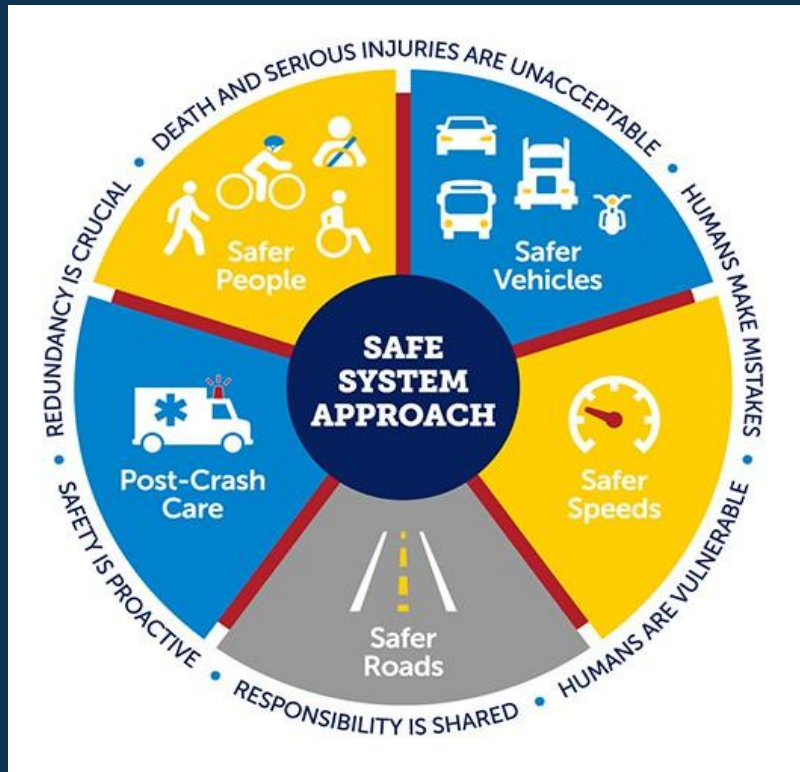 DEATH AND SERIOUS INJURIES ARE UNACCEPTABLE
HUMANS MAKE MISTAKES
HUMANS ARE VULNERABLE
RESPONSIBILITY IS SHARED
SAFETY IS PROACTIVE
REDUNDANCY IS CRUCIAL
Safer
People
Safer
Vehicles
SAFE
SYSTEM
APPROACH
Post-Crash
Care
Safer
Speeds
Safer
Roads